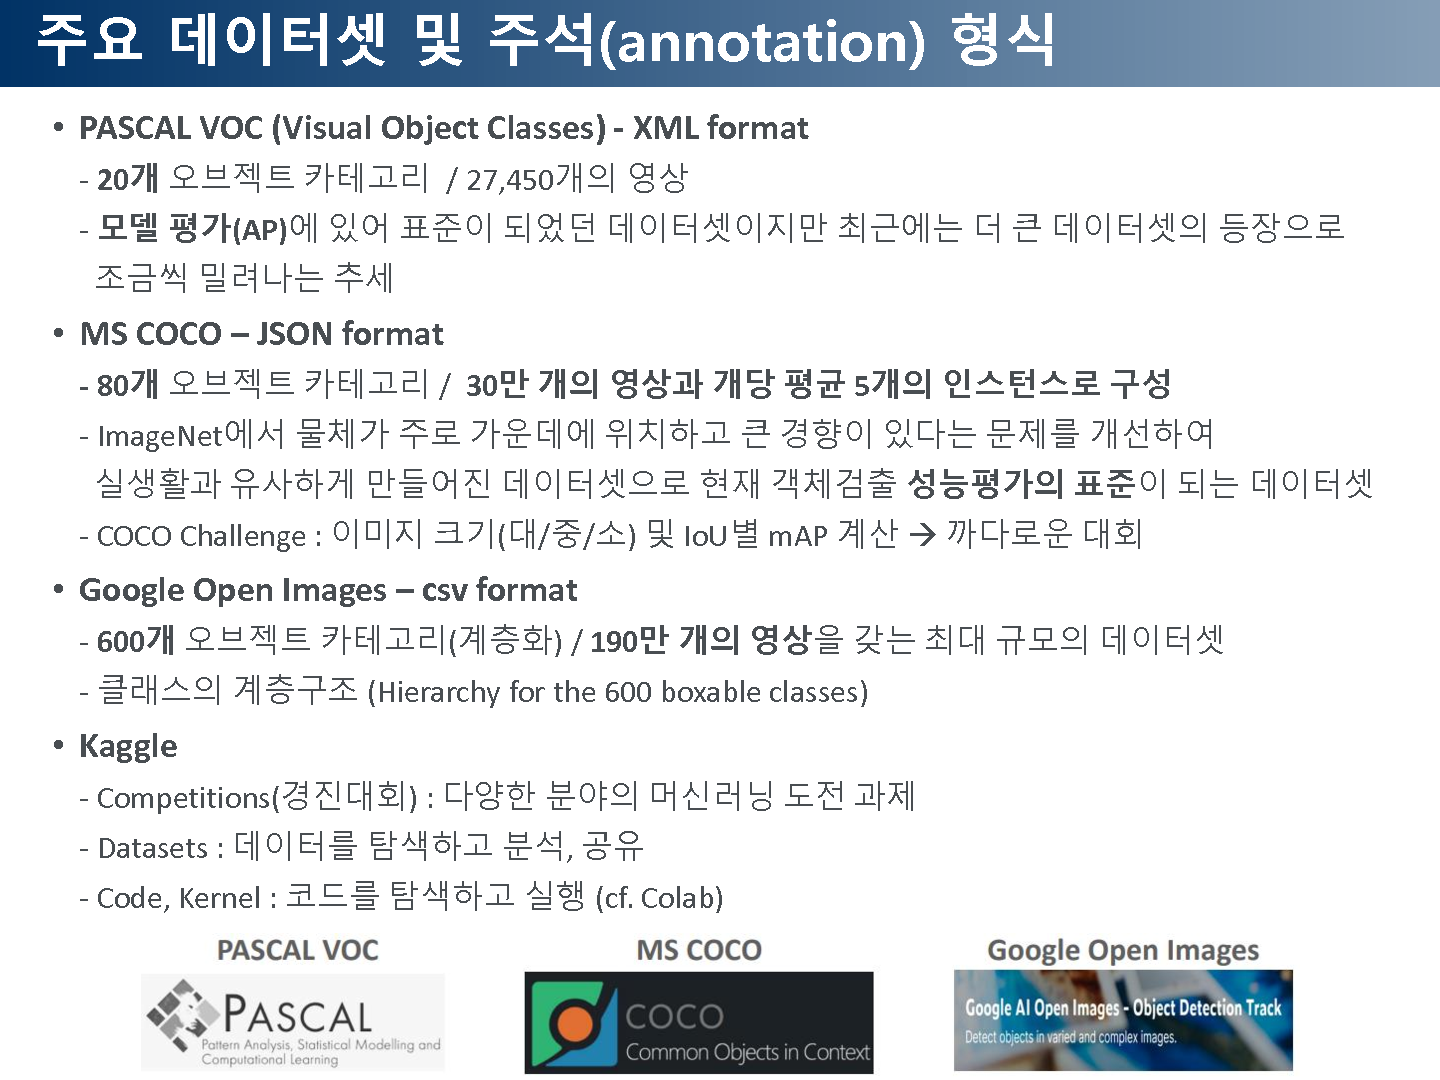 주요 데이터셋 및 주석(annotation) 형식
• PASCAL VOC (Visual Object Classes) - XML format
- 20개 오브젝트 카테고리 / 27,450개의 영상
- 모델 평가(AP)에 있어 표준이 되었던 데이터셋이지만 최근에는 더 큰 데이터셋의 등장으로
조금씩 밀려나는 추세
• MS COCO – JSON format
- 80개 오브젝트 카테고리 / 30만 개의 영상과 개당 평균 5개의 인스턴스로 구성
- ImageNet에서 물체가 주로 가운데에 위치하고 큰 경향이 있다는 문제를 개선하여
실생활과 유사하게 만들어진 데이터셋으로 현재 객체검출 성능평가의 표준이 되는 데이터셋
- COCO Challenge : 이미지 크기(대/중/소) 및 IoU별 mAP 계산 → 까다로운 대회
• Google Open Images – csv format
- 600개 오브젝트 카테고리(계층화) / 190만 개의 영상을 갖는 최대 규모의 데이터셋
- 클래스의 계층구조 (Hierarchy for the 600 boxable classes)
• Kaggle
- Competitions(경진대회) : 다양한 분야의 머신러닝 도전 과제
- Datasets : 데이터를 탐색하고 분석, 공유
- Code, Kernel : 코드를 탐색하고 실행 (cf. Colab)
PASCAL VOC
MS COCO
Google Open Images
PASCAL
Pattern Analysis, Statistical Modelling and
Computational Learning
COCO
Common Objects in Context
Google AI Open Images - Object Detection Track
Detect objects in varied and complex images.